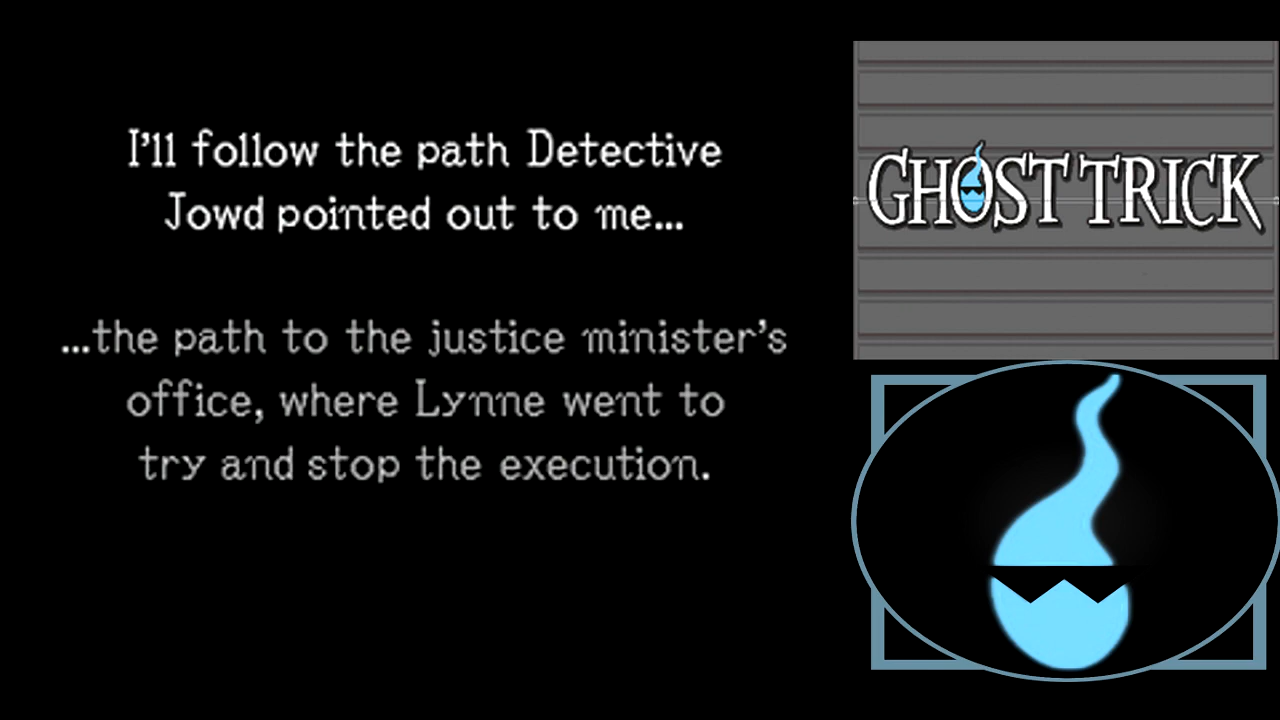 I'll follow the path Detective
Jowd pointed out to me...
...the path to the justice minister's
office, where Lynne went to
try and stop the execution.
GHOST TRICK